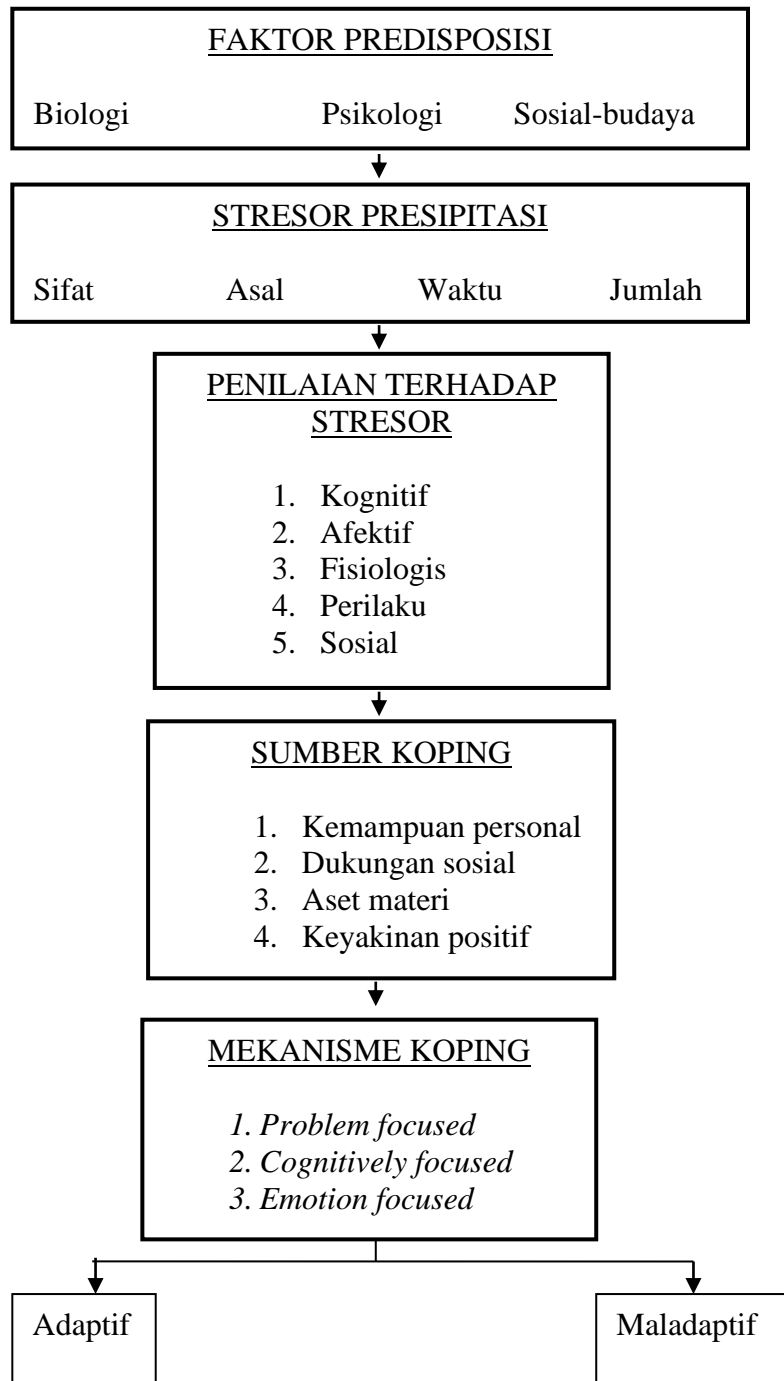 FAKTOR PREDISPOSISI
Biologi Psikologi Sosial-budaya
STRESOR PRESIPITASI
Sifat Asal Waktu Jumlah
PENILAIAN TERHADAP
STRESOR
1. Kognitif
2. Afektif
3. Fisiologis
4. Perilaku
5. Sosial
SUMBER KOPING
1. Kemampuan personal
2. Dukungan sosial
3. Aset materi
4. Keyakinan positif
MEKANISME KOPING
1. Problem focused
2. Cognitively focused
3. Emotion focused
Adaptif Maladaptif